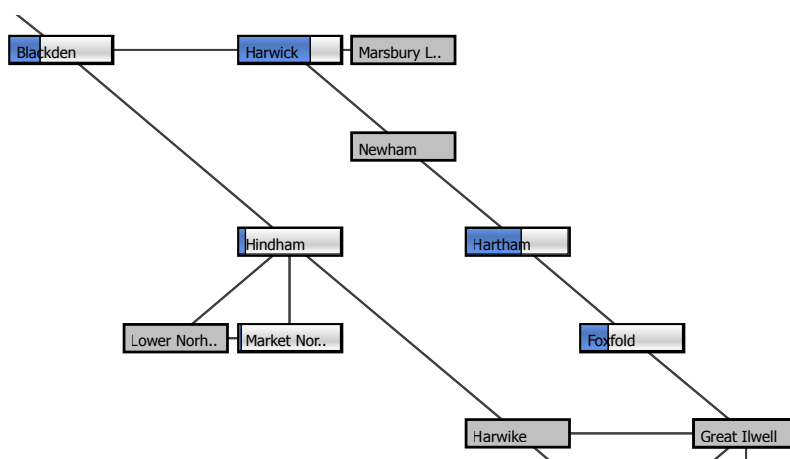 Blackden
Harwick
Marsbury L..
Newham
Hindham
Hartham
Lower Norh..
Market Nor..
Foxfold
Harwike
Great Ilwell